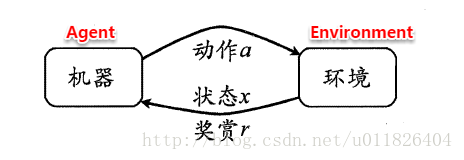 Agent
Environment
动作a
机器
环境
状态x
奖赏r
http://blog.csdn.net/u011826404